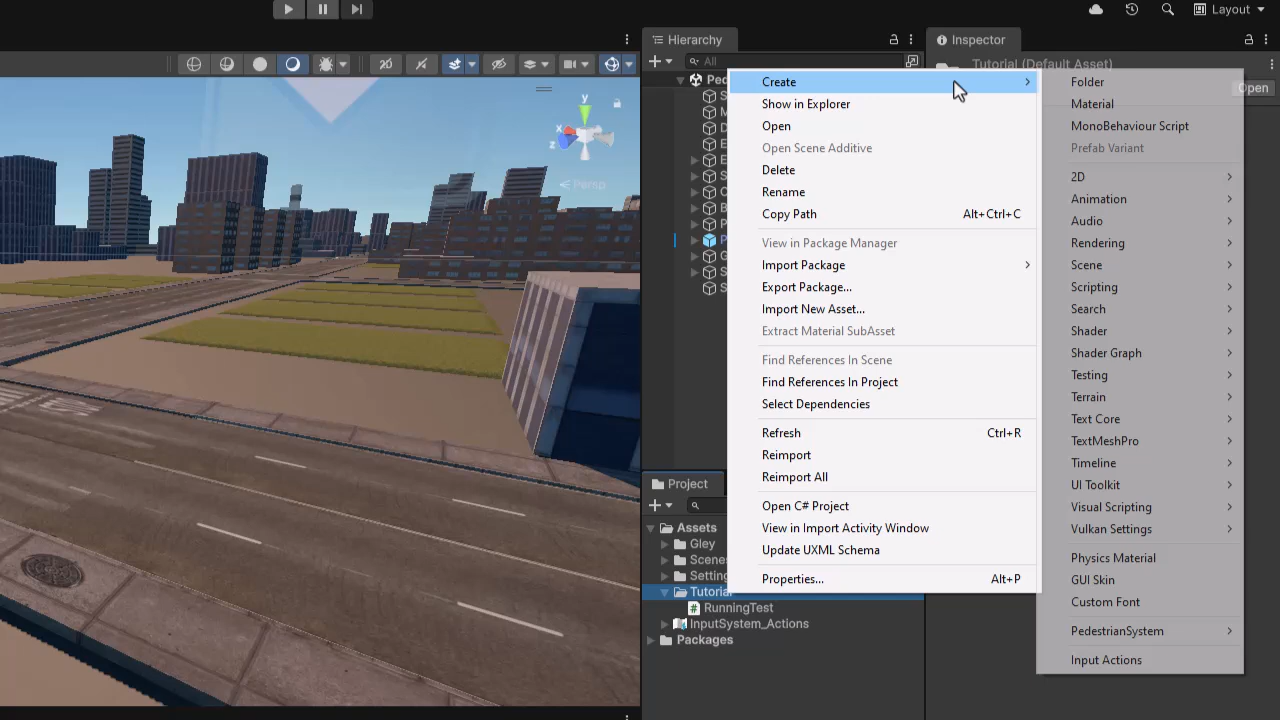 Layout
Hierarchy
Inspector
All
Tutorial (Default Asset)
Open
Persp
y
x
z
Create
Show in Explorer
Open
Open Scene Additive
Delete
Rename
Copy Path Alt+Ctrl+C
View in Package Manager
Import Package
Export Package...
Import New Asset...
Extract Material SubAsset
Find References In Scene
Find References In Project
Select Dependencies
Refresh Ctrl+R
Reimport
Reimport All
Open C# Project
View in Import Activity Window
Update UXML Schema
Properties... Alt+P
Folder
Material
MonoBehaviour Script
Prefab Variant
2D
Animation
Audio
Rendering
Scene
Scripting
Search
Shader
Shader Graph
Testing
Terrain
Text Core
TextMeshPro
Timeline
UI Toolkit
Visual Scripting
Vulkan Settings
Physics Material
GUI Skin
Custom Font
PedestrianSystem
Input Actions
Project
Assets
Gley
Scenes
Tutorial
RunningTest
InputSystem_Actions
Packages